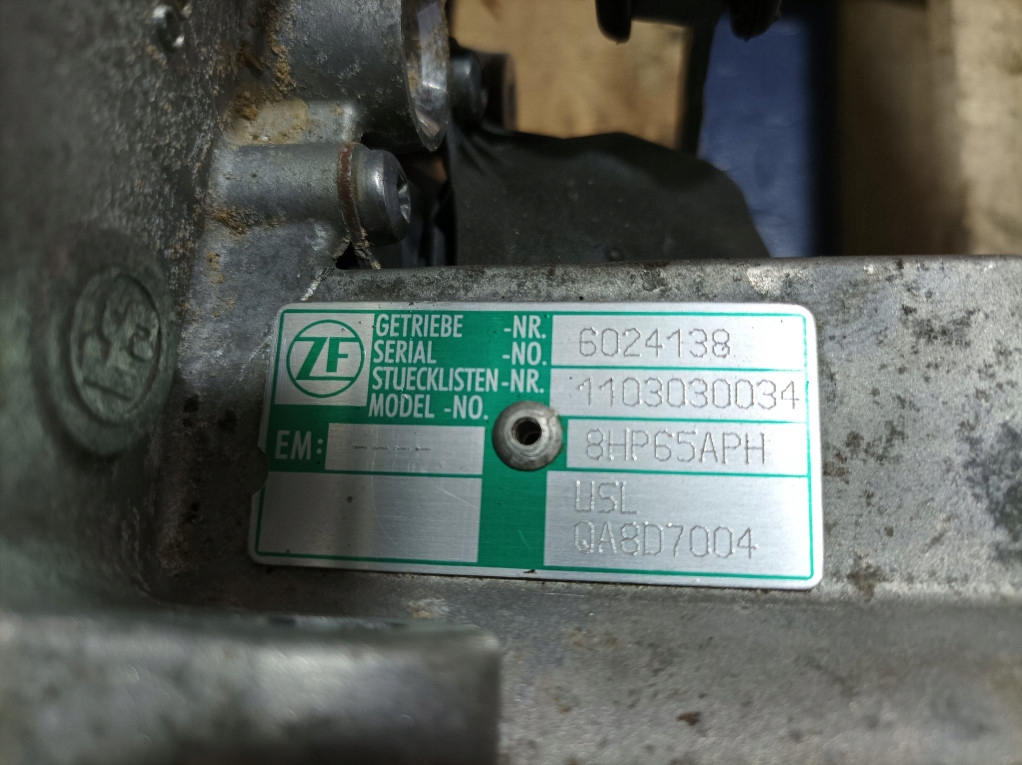 ZF
GETRIEBE -NR. 6024138
SERIAL -NO.
STUECKLISTEN-NR. 1103030034
MODEL -NO.
EM: ---- 8HP65APH
USL
QA8D7004